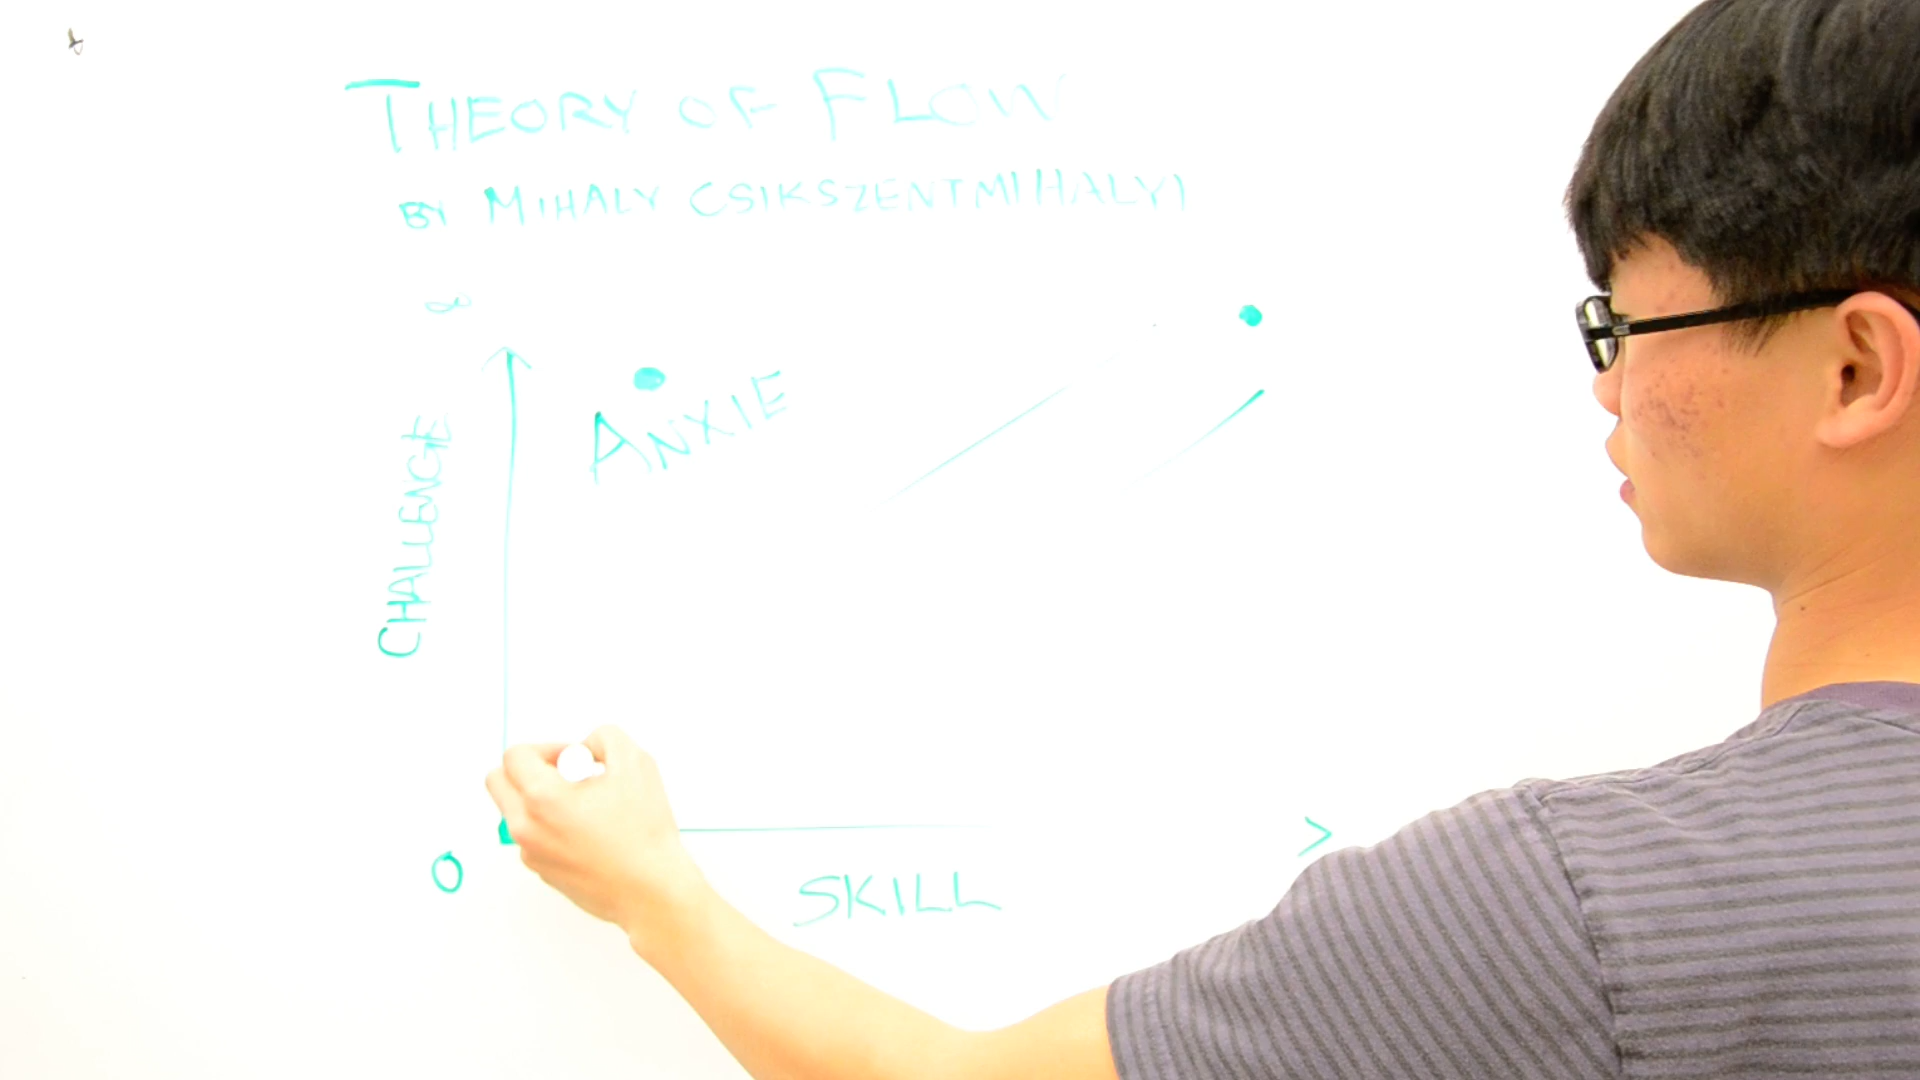 THEORY OF FLOW
BY MIHALY CSIKSZENTMIHALYI
∞
CHALLENGE
ANXIE
0
SKILL